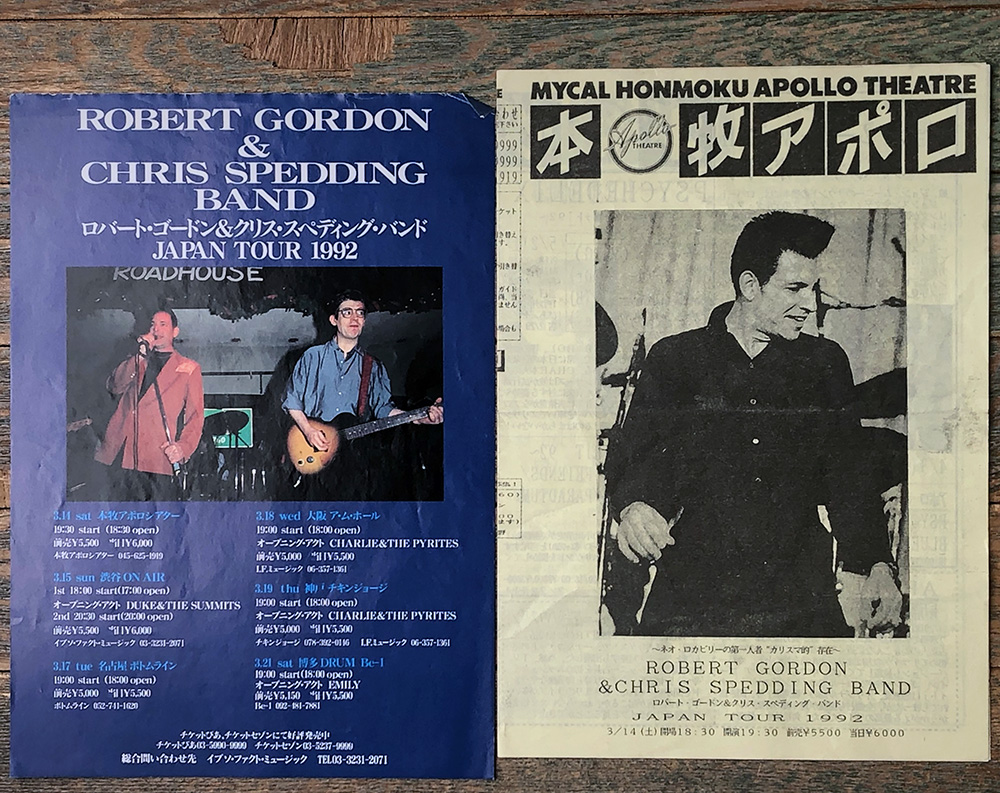 ROBERT GORDON
&
CHRIS SPEDDING
BAND
ロバート・ゴードン&クリス・スペディング・バンド
JAPAN TOUR 1992
ROADHOUSE
3.14 sat 本牧アポロシアター
19:30 start (18:30 open)
前売¥5,500 当日¥6,000
本牧アポロシアター 045-625-1919
3.15 sun 渋谷 ON AIR
1st 18:00 start(17:00 open)
オープニング・アクト DUKE&THE SUMMITS
2nd 20:30 start(20:00 open)
前売¥5,500 当日¥6,000
イプソ・ファクト・ミュージック 03-3231-2071
3.17 tue 名古屋 ボトムライン
19:00 start (18:00 open)
前売¥5,000 当日¥5,500
ボトムライン 052-741-1620
3.18 wed 大阪 ア・ム・ホール
19:00 start (18:00 open)
オープニング・アクト CHARLIE&THE PYRITES
前売¥5,000 当日¥5,500
I.F.ミュージック 06-357-1361
3.19 thu 神戸 チキンジョージ
19:00 start (18:00 open)
オープニング・アクト CHARLIE&THE PYRITES
前売¥5,000 当日¥5,500
チキンジョージ 078-392-0146 I.F.ミュージック 06-357-1361
3.21 sat 博多 DRUM Be-1
19:00 start(18:00 open)
オープニング・アクト EMILY
前売¥5,150 当日¥5,500
Be-1 092-481-7881
チケットぴあ、チケットセゾンにて好評発売中
チケットぴあ03-5990-9999 チケットセゾン03-5237-9999
総合問い合わせ先 イプソ・ファクト・ミュージック TEL03-3231-2071
MYCAL HONMOKU APOLLO THEATRE
本 Apollo THEATRE 牧アポロ
〜ネオ・ロカビリーの第一人者“カリスマ的”存在〜
ROBERT GORDON
&CHRIS SPEDDING BAND
ロバート・ゴードン&クリス・スペディング・バンド
JAPAN TOUR 1992
3/14(土)開場18:30 開演19:30 前売¥5500 当日¥6000